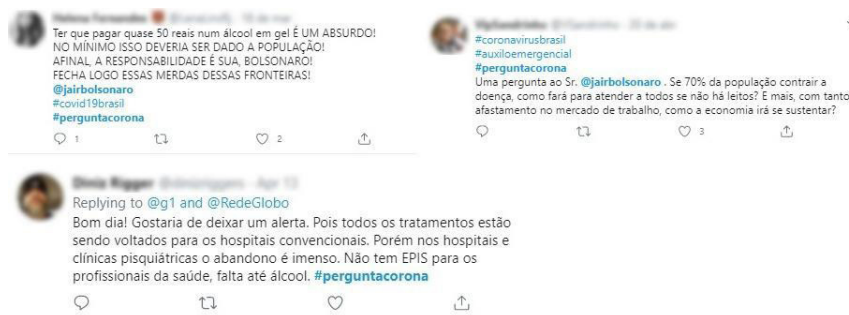 Ter que pagar quase 50 reais num álcool em gel É UM ABSURDO!
NO MÍNIMO ISSO DEVERIA SER DADO A POPULAÇÃO!
AFINAL, A RESPONSABILIDADE É SUA, BOLSONARO!
FECHA LOGO ESSAS MERDAS DESSAS FRONTEIRAS!
@jairbolsonaro
#covid19brasil
#perguntacorona
1
2
#coronavirusbrasil
#auxiloemergencial
#perguntacorona
Uma pergunta ao Sr. @jairbolsonaro . Se 70% da população contrair a
doença, como fará para atender a todos se não há leitos? E mais, com tanto
afastamento no mercado de trabalho, como a economia irá se sustentar?
3
Replying to @g1 and @RedeGlobo
Bom dia! Gostaria de deixar um alerta. Pois todos os tratamentos estão
sendo voltados para os hospitais convencionais. Porém nos hospitais e
clínicas pisquiátricas o abandono é imenso. Não tem EPIS para os
profissionais da saúde, falta até álcool. #perguntacorona